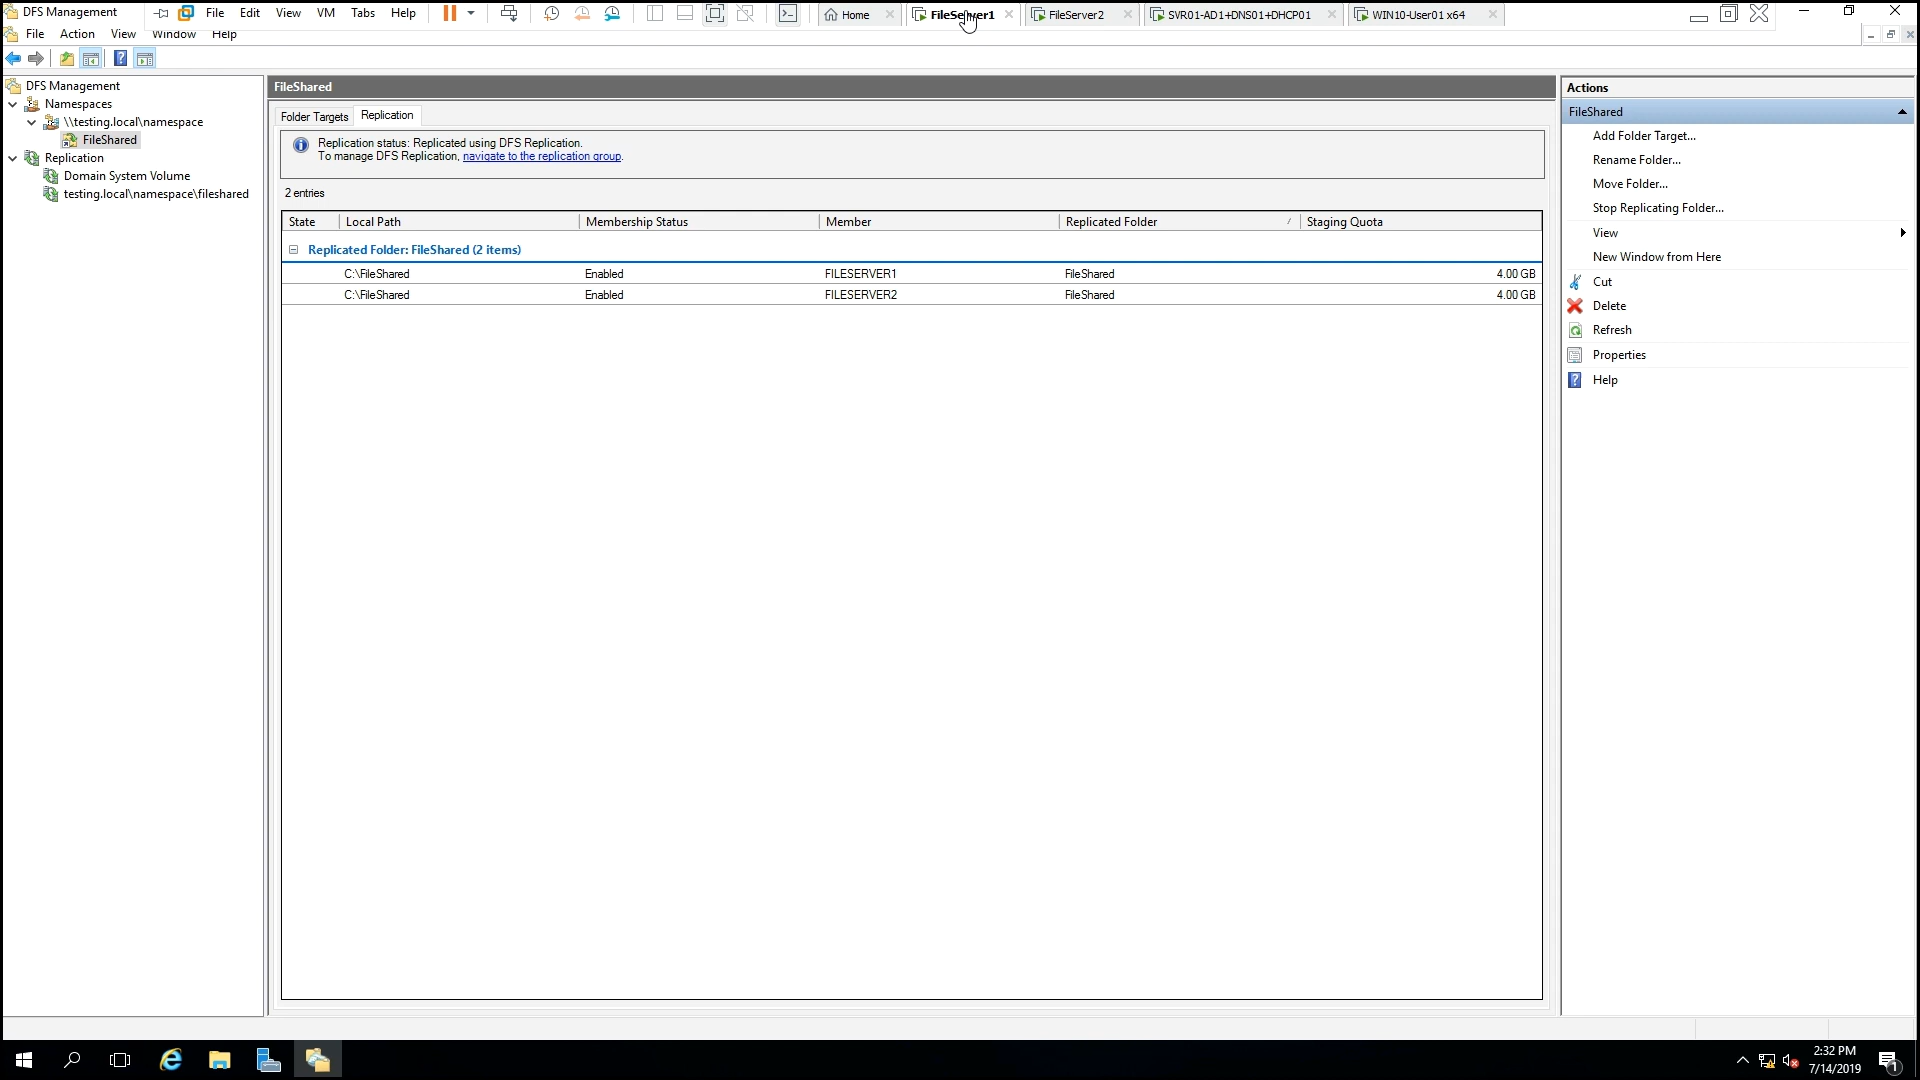 DFS Management
File Edit View VM Tabs Help
Home
FileServer1
FileServer2
SVR01-AD1+DNS01+DHCP01
WIN10-User01 x64
File Action View Window Help
DFS Management
Namespaces
\\testing.local\namespace
FileShared
Replication
Domain System Volume
testing.local\namespace\fileshared
FileShared
Folder Targets Replication
Replication status: Replicated using DFS Replication.
To manage DFS Replication, navigate to the replication group.
2 entries
State Local Path Membership Status Member Replicated Folder Staging Quota
Replicated Folder: FileShared (2 items)
C:\FileShared Enabled FILESERVER1 FileShared 4.00 GB
C:\FileShared Enabled FILESERVER2 FileShared 4.00 GB
Actions
FileShared
Add Folder Target...
Rename Folder...
Move Folder...
Stop Replicating Folder...
View
New Window from Here
Cut
Delete
Refresh
Properties
Help
2:32 PM
7/14/2019
1